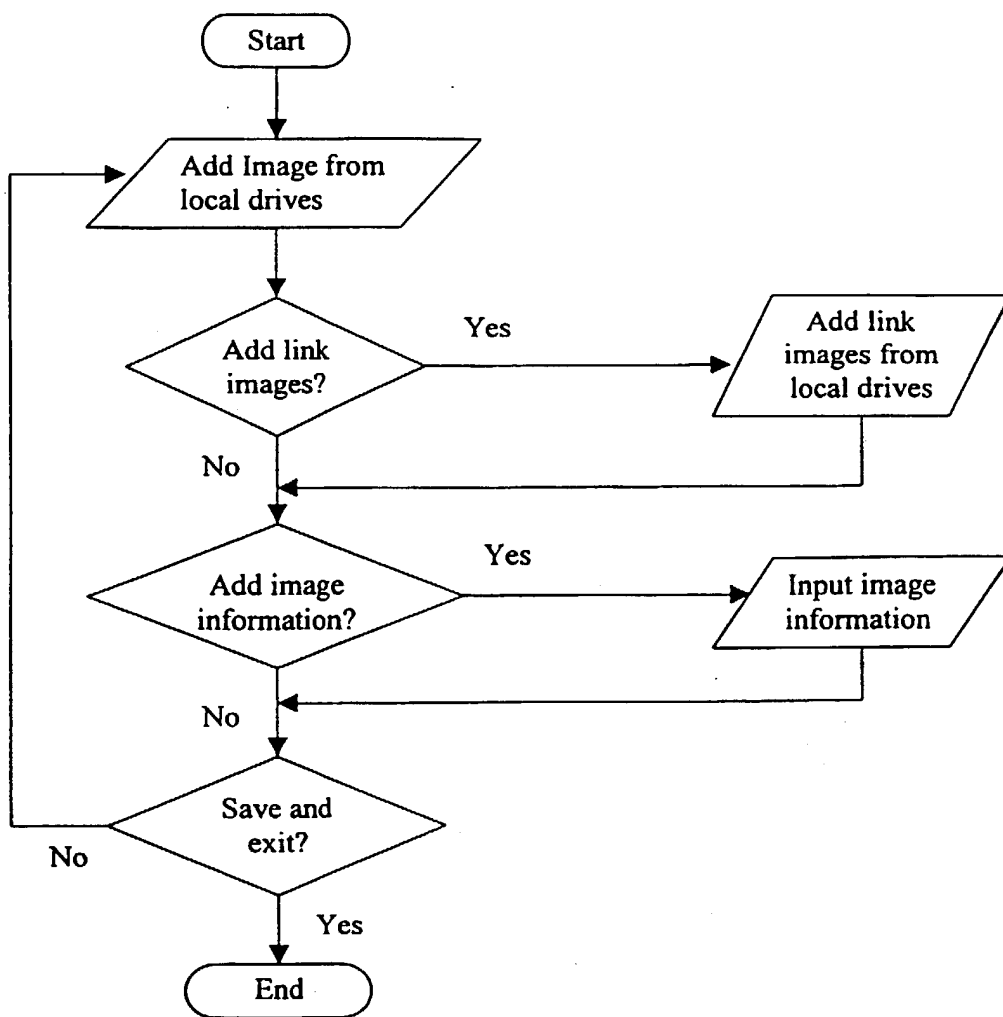 Start
Add Image from
local drives
Add link
images?
Yes
Add link
images from
local drives
No
Add image
information?
Yes
Input image
information
No
Save and
exit?
No
Yes
End